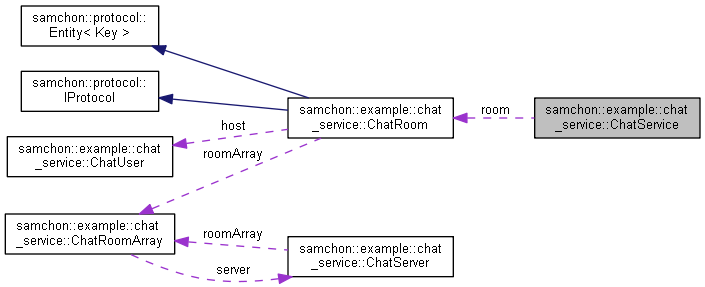 samchon::protocol::
Entity< Key >
samchon::protocol::
IProtocol
samchon::example::chat
_service::ChatRoom
room
samchon::example::chat
_service::ChatService
host
samchon::example::chat
_service::ChatUser
roomArray
samchon::example::chat
_service::ChatRoomArray
roomArray
samchon::example::chat
_service::ChatServer
server